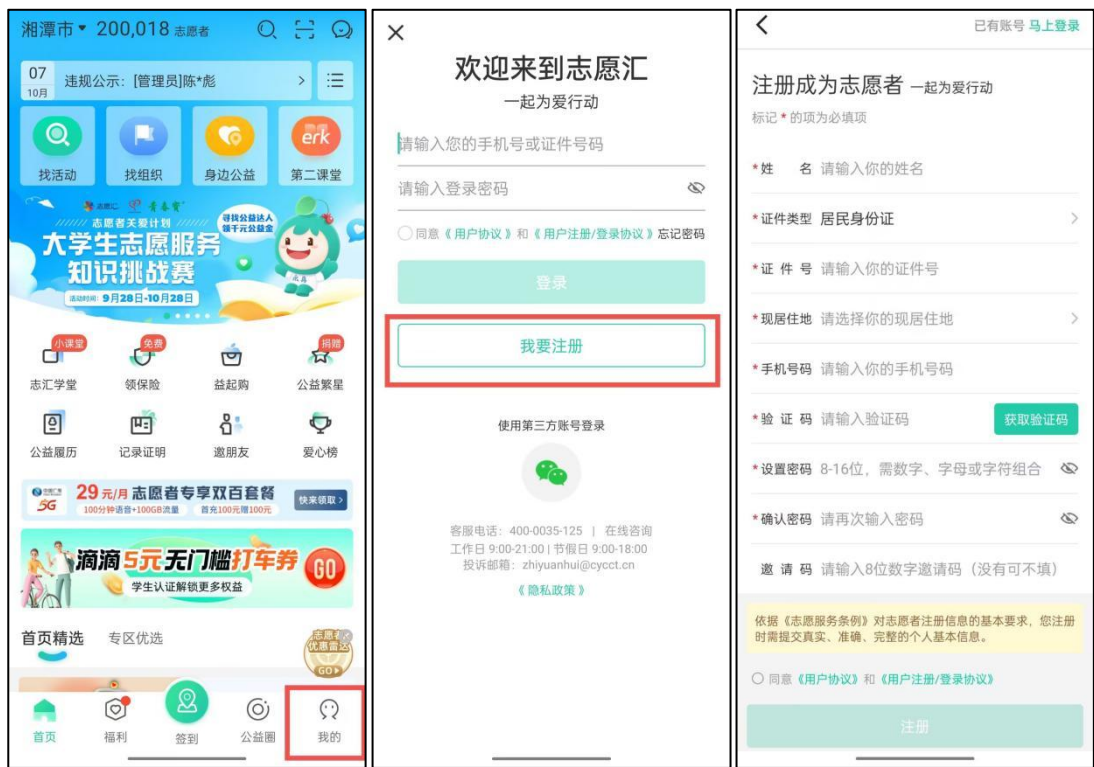 湘潭市 200,018 志愿者
07
10月
违规公示：[管理员]陈*彪
erk
找活动 找组织 身边公益 第二课堂
志愿汇 青春宝
志愿者关爱计划
寻找公益达人
领千元公益金
大学生志愿服务
知识挑战赛
活动时间: 9月28日-10月28日
小课堂 免费 捐赠
志汇学堂 领保险 益起购 公益繁星
公益履历 记录证明 邀朋友 爱心榜
中国广电
5G
29元/月 志愿者专享双百套餐
100分钟语音+100GB流量 首充100元赠100元
快来领取
滴滴5元无门槛打车券
学生认证解锁更多权益
GO
首页精选 专区优选
志愿者
优惠雷达
GO
首页 福利 签到 公益圈 我的
欢迎来到志愿汇
一起为爱行动
请输入您的手机号或证件号码
请输入登录密码
同意《用户协议》和《用户注册/登录协议》忘记密码
登录
我要注册
使用第三方账号登录
客服电话：400-0035-125 | 在线咨询
工作日 9:00-21:00 | 节假日 9:00-18:00
投诉邮箱：zhiyuanhui@cycct.cn
《隐私政策》
已有账号 马上登录
注册成为志愿者 一起为爱行动
标记 * 的项为必填项
*姓 名 请输入你的姓名
*证件类型 居民身份证
*证 件 号 请输入你的证件号
*现居住地 请选择你的现居住地
*手机号码 请输入你的手机号码
*验 证 码 请输入验证码 获取验证码
*设置密码 8-16位，需数字、字母或字符组合
*确认密码 请再次输入密码
邀 请 码 请输入8位数字邀请码（没有可不填）
依据《志愿服务条例》对志愿者注册信息的基本要求，您注册
时需提交真实、准确、完整的个人基本信息。
同意《用户协议》和《用户注册/登录协议》
注册